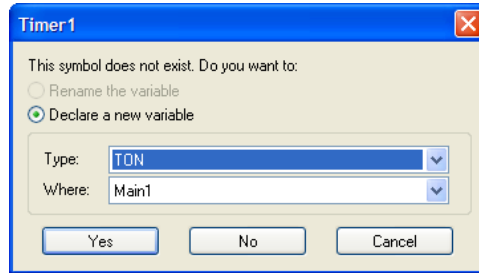 Timer1
This symbol does not exist. Do you want to:
Rename the variable
Declare a new variable
Type: TON
Where: Main1
Yes No Cancel